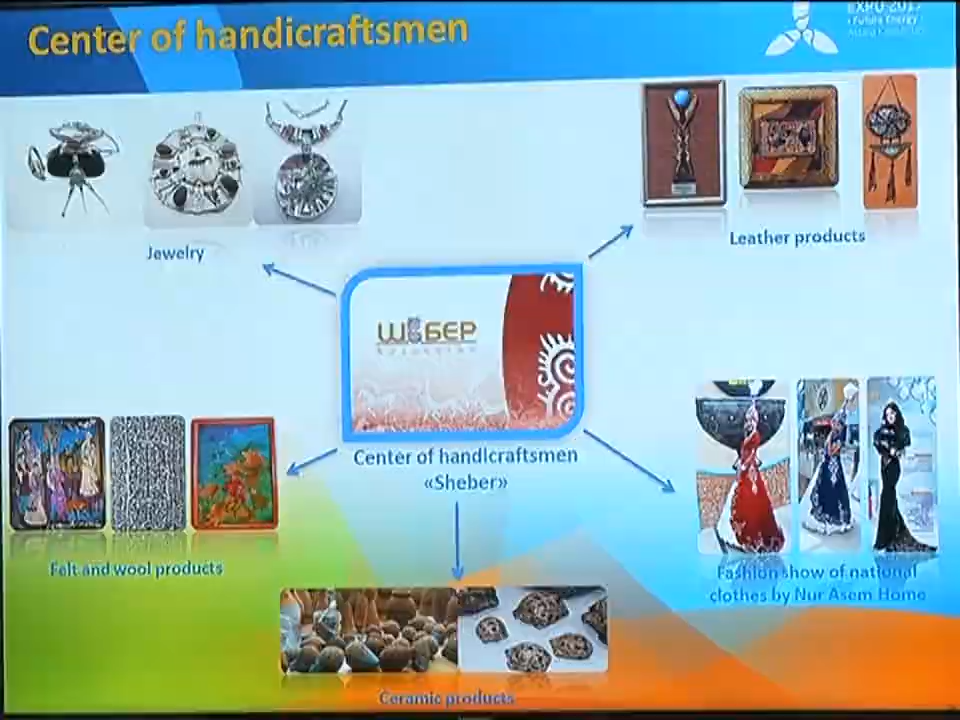 Center of handicraftsmen
EXPO 2017
Future Energy
Jewelry
Leather products
ШЕБЕР
Center of handicraftsmen
«Sheber»
Felt and wool products
Fashion show of national
clothes by Nur Asem Home
Ceramic products